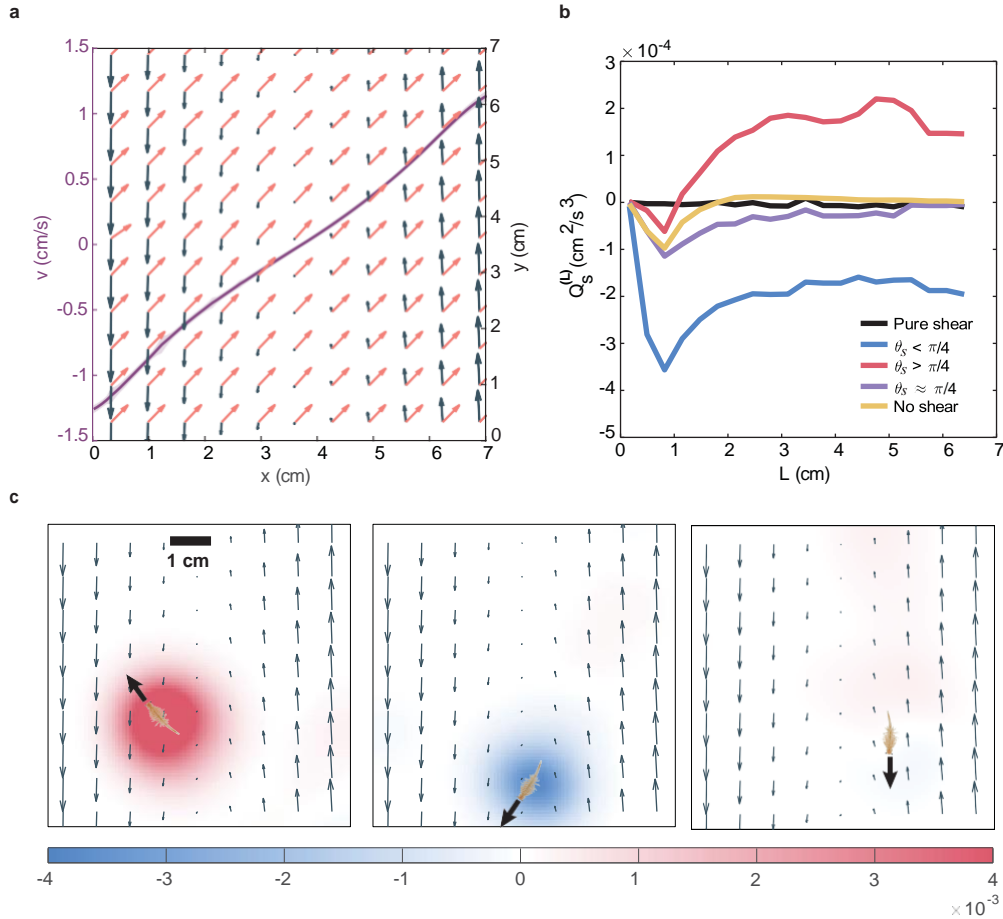 a
1.5
1
0.5
0
-0.5
-1
-1.5
v (cm/s)
0 1 2 3 4 5 6 7
x (cm)
7
6
5
4
3
2
1
0
y (cm)
b
× 10-4
3
2
1
0
-1
-2
-3
-4
-5
Q_S^(L) (cm^2/s^3)
0 1 2 3 4 5 6 7
L (cm)
Pure shear
θ_S < π/4
θ_S > π/4
θ_S ≈ π/4
No shear
c
1 cm
-4 -3 -2 -1 0 1 2 3 4
× 10-3